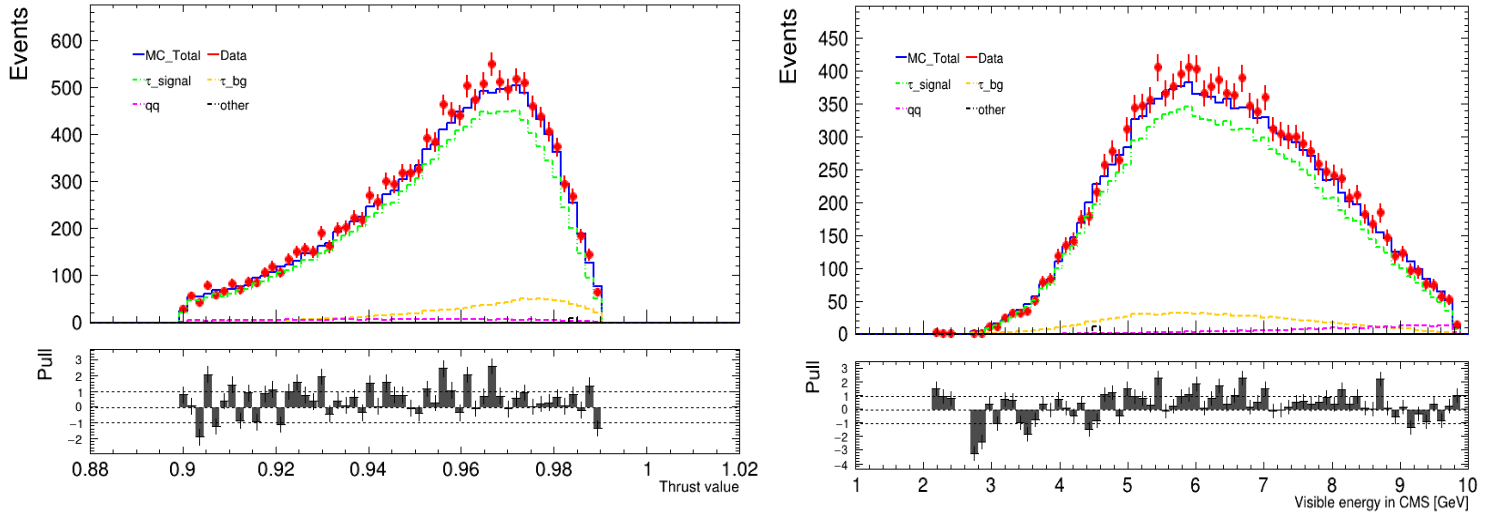 Events
600
500
400
300
200
100
0
MC_Total Data
τ_signal τ_bg
qq other
Pull
3
2
1
0
−1
−2
0.88 0.9 0.92 0.94 0.96 0.98 1 1.02
Thrust value
Events
450
400
350
300
250
200
150
100
50
0
MC_Total Data
τ_signal τ_bg
qq other
Pull
3
2
1
0
−1
−2
−3
−4
1 2 3 4 5 6 7 8 9 10
Visible energy in CMS [GeV]